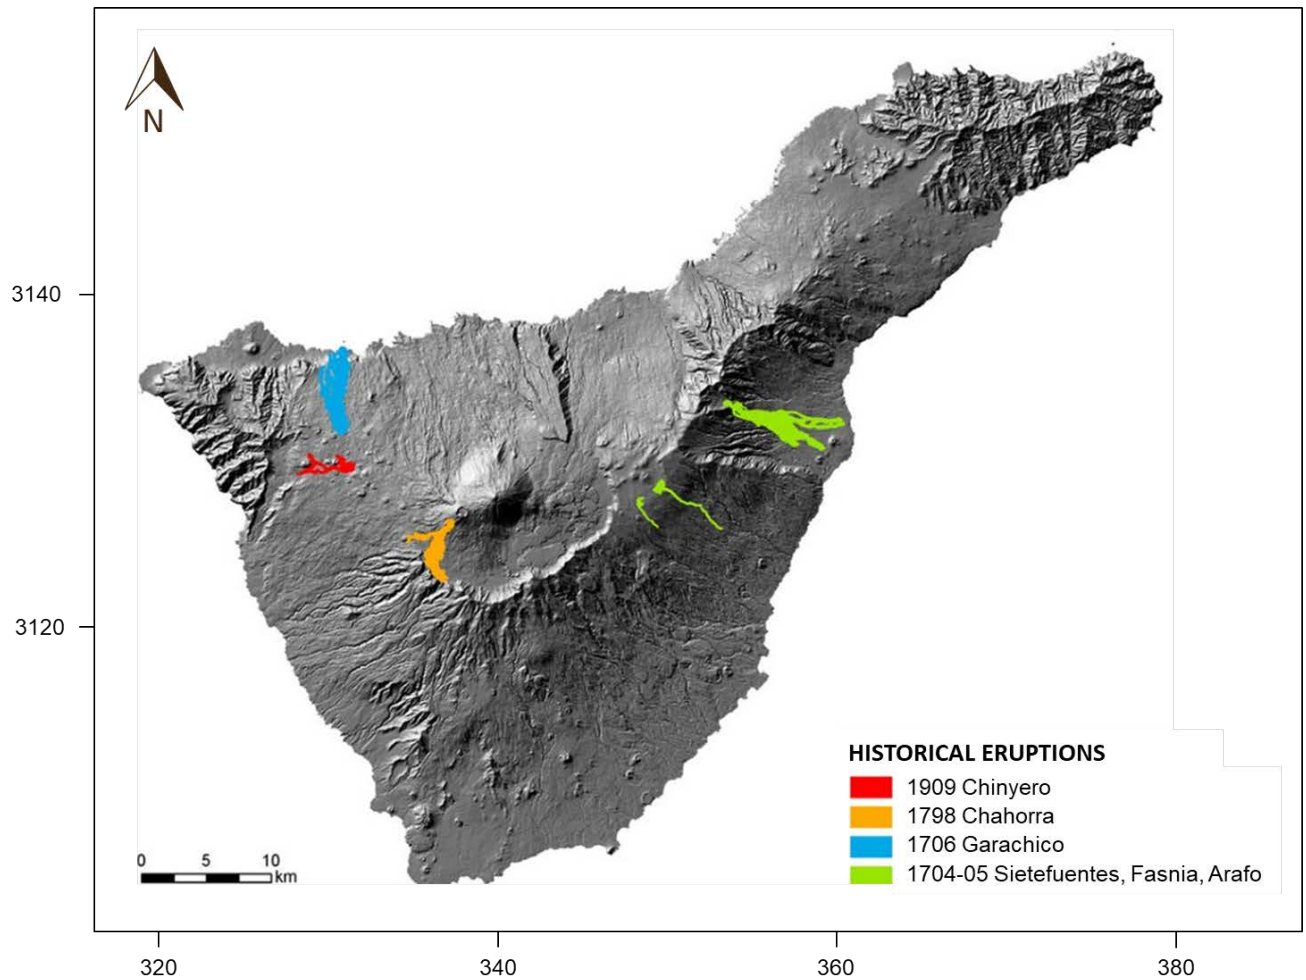 N
3140
3120
HISTORICAL ERUPTIONS
1909 Chinyero
1798 Chahorra
1706 Garachico
1704-05 Sietefuentes, Fasnia, Arafo
0 5 10
km
320 340 360 380